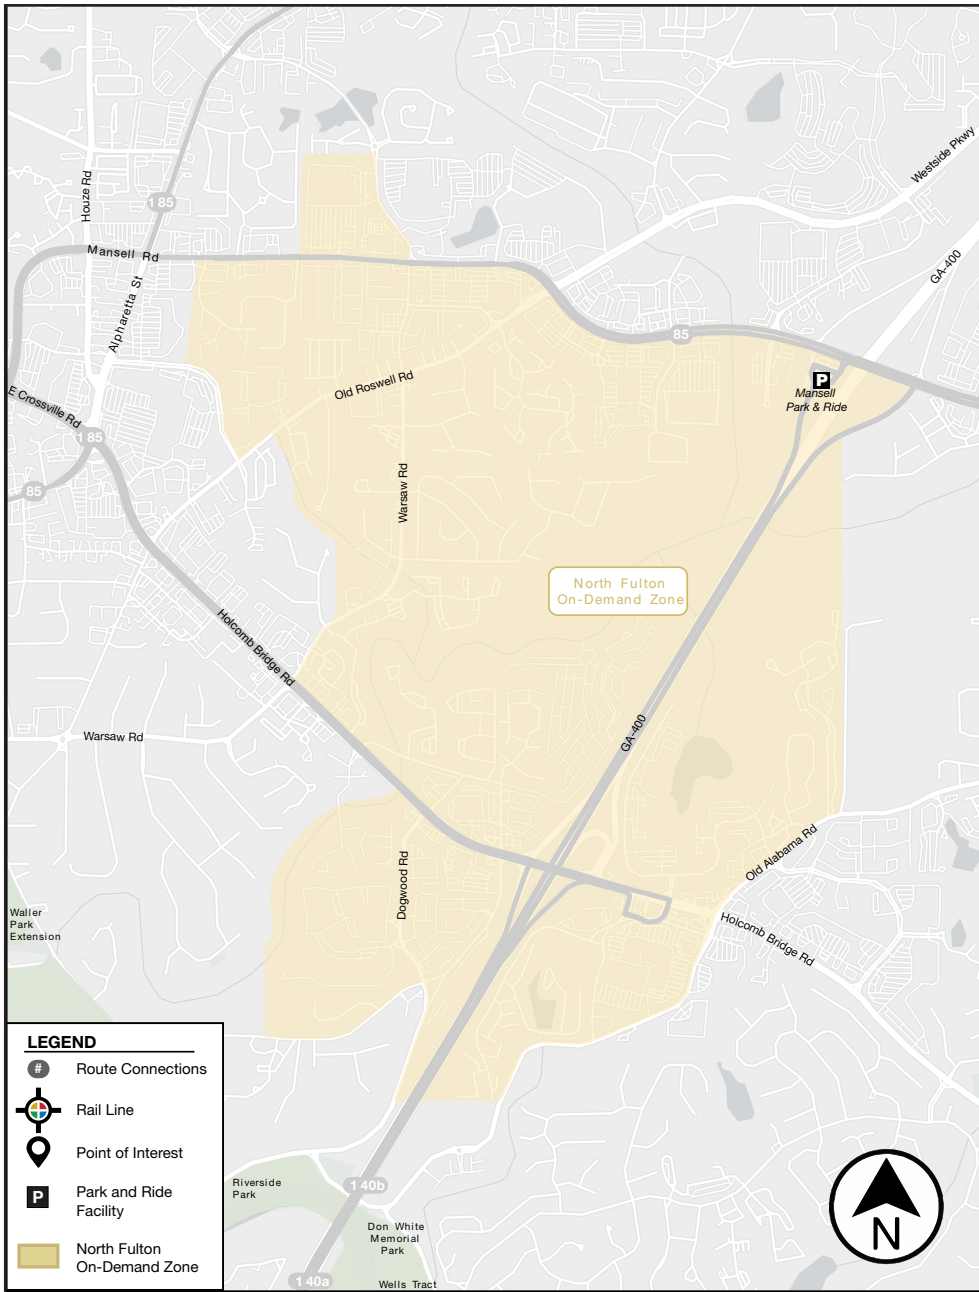 Westside Pkwy
Houze Rd
1 85
Mansell Rd
GA-400
Alpharetta St
85
P
Mansell
Park & Ride
Old Roswell Rd
E Crossville Rd
1 85
85
Warsaw Rd
North Fulton
On-Demand Zone
Holcomb Bridge Rd
GA-400
Warsaw Rd
Old Alabama Rd
Dogwood Rd
Waller
Park
Extension
Holcomb Bridge Rd
LEGEND
# Route Connections
Rail Line
Point of Interest
P Park and Ride
Facility
North Fulton
On-Demand Zone
Riverside
Park
1 40b
Don White
Memorial
Park
1 40a
Wells Tract
N